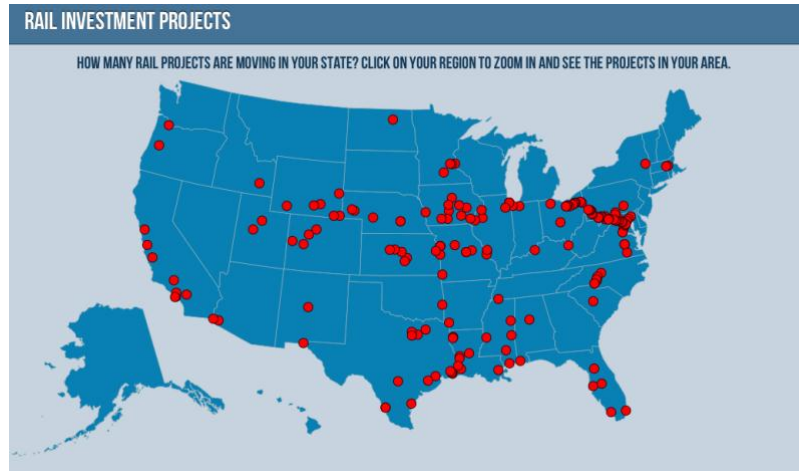 RAIL INVESTMENT PROJECTS
HOW MANY RAIL PROJECTS ARE MOVING IN YOUR STATE? CLICK ON YOUR REGION TO ZOOM IN AND SEE THE PROJECTS IN YOUR AREA.